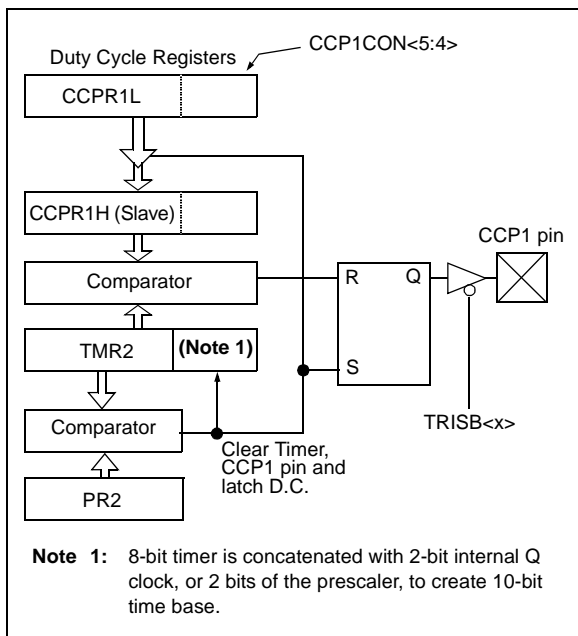 Duty Cycle Registers
CCP1CON<5:4>
CCPR1L
CCPR1H (Slave)
CCP1 pin
Comparator
R
Q
TMR2
(Note 1)
S
Comparator
TRISB<x>
Clear Timer,
CCP1 pin and
latch D.C.
PR2
Note 1: 8-bit timer is concatenated with 2-bit internal Q
clock, or 2 bits of the prescaler, to create 10-bit
time base.